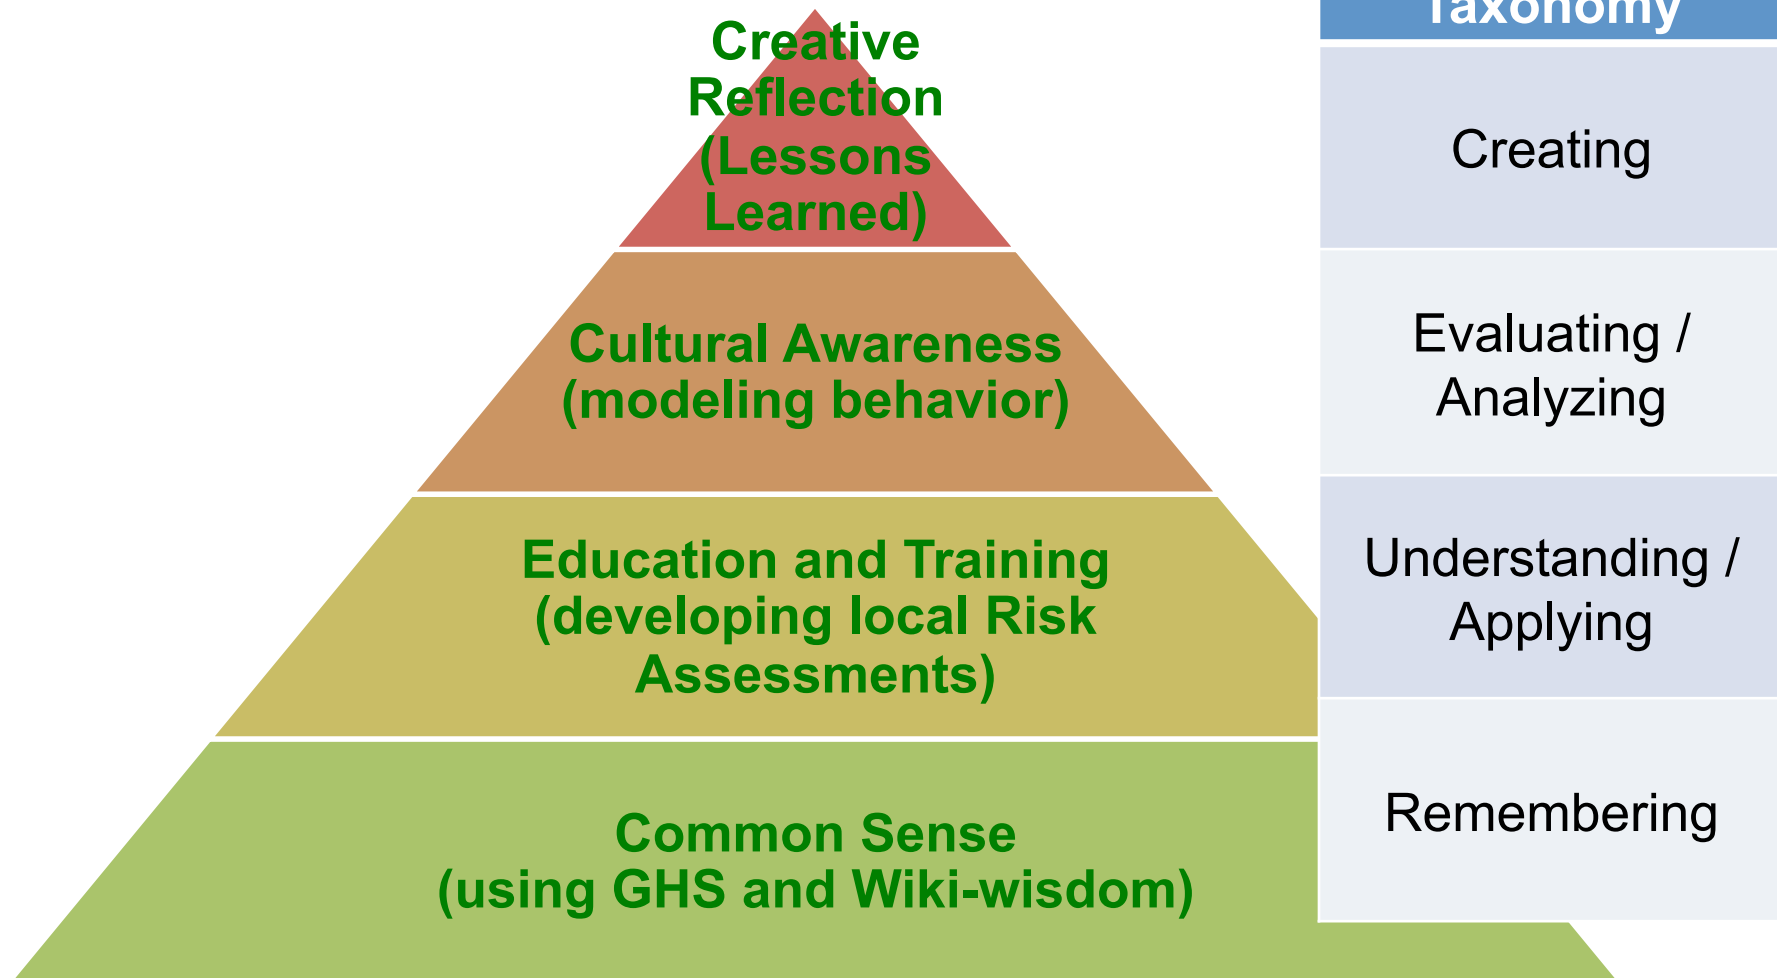 Creative
Reflection
(Lessons
Learned)
Cultural Awareness
(modeling behavior)
Education and Training
(developing local Risk
Assessments)
Common Sense
(using GHS and Wiki-wisdom)
Taxonomy
Creating
Evaluating /
Analyzing
Understanding /
Applying
Remembering